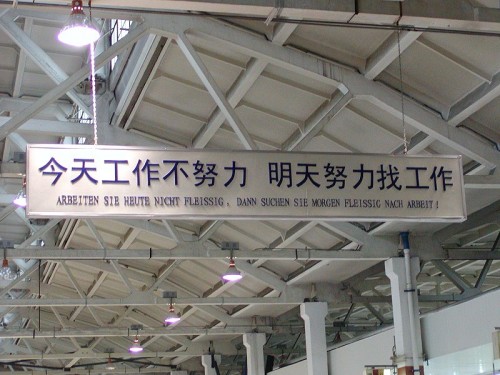 今天工作不努力 明天努力找工作
ARBEITEN SIE HEUTE NICHT FLEISSIG, DANN SUCHEN SIE MORGEN FLEISSIG NACH ARBEIT!